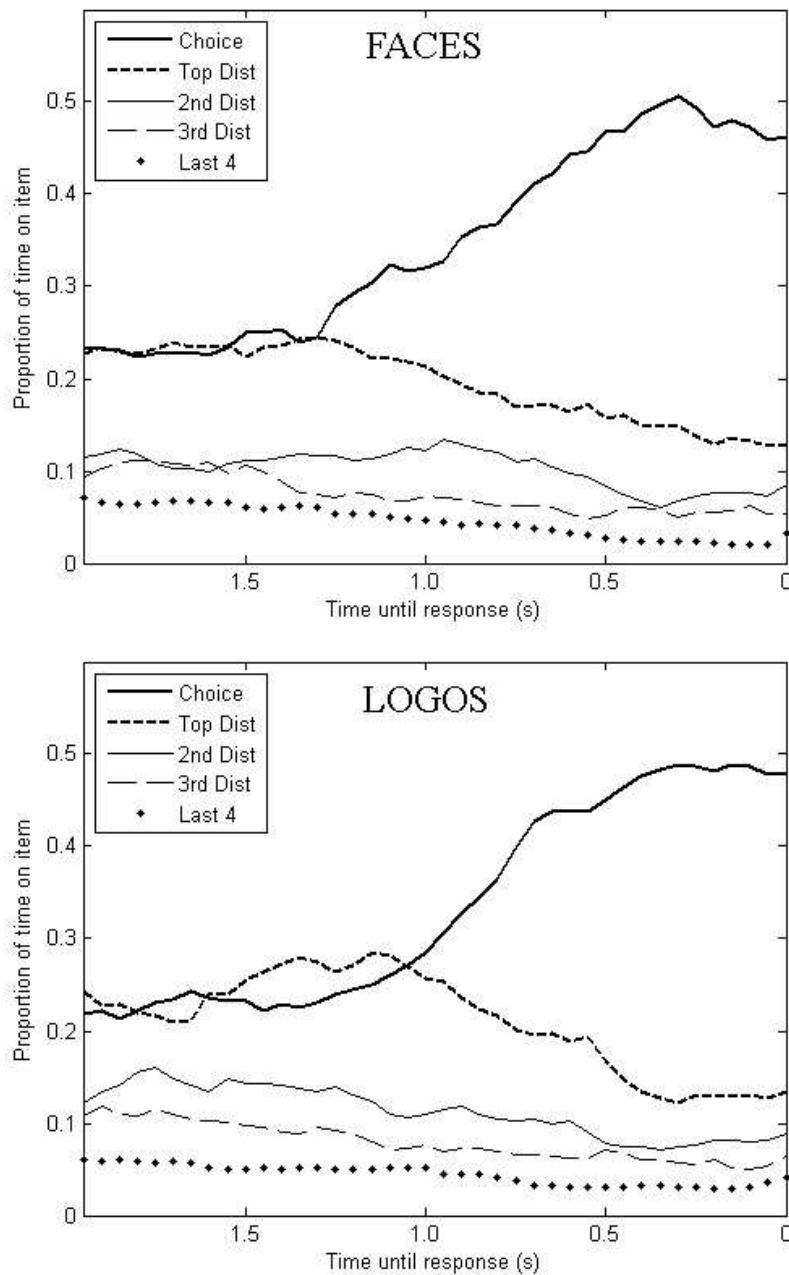 FACES
Choice
Top Dist
2nd Dist
3rd Dist
Last 4
Proportion of time on item
0.5
0.4
0.3
0.2
0.1
0
1.5 1.0 0.5 0
Time until response (s)
LOGOS
Choice
Top Dist
2nd Dist
3rd Dist
Last 4
Proportion of time on item
0.5
0.4
0.3
0.2
0.1
0
1.5 1.0 0.5 0
Time until response (s)